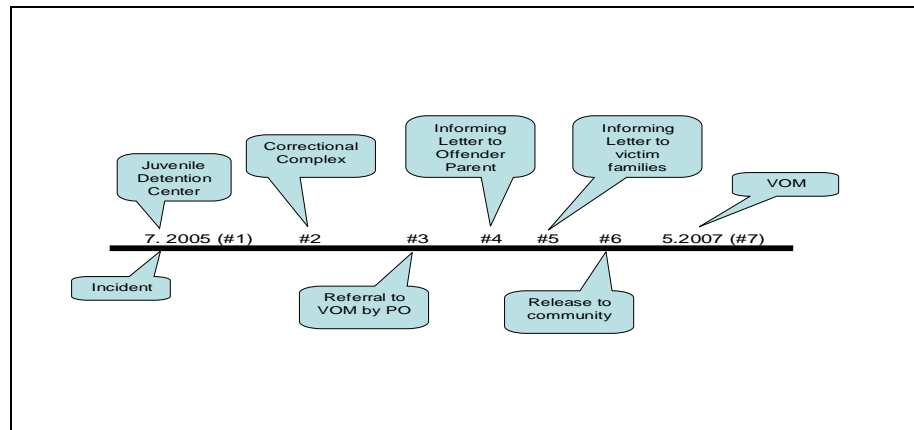 Juvenile
Detention
Center
Correctional
Complex
Informing
Letter to
Offender
Parent
Informing
Letter to
victim
families
VOM
7. 2005 (#1) #2 #3 #4 #5 #6 5.2007 (#7)
Incident
Referral to
VOM by PO
Release to
community